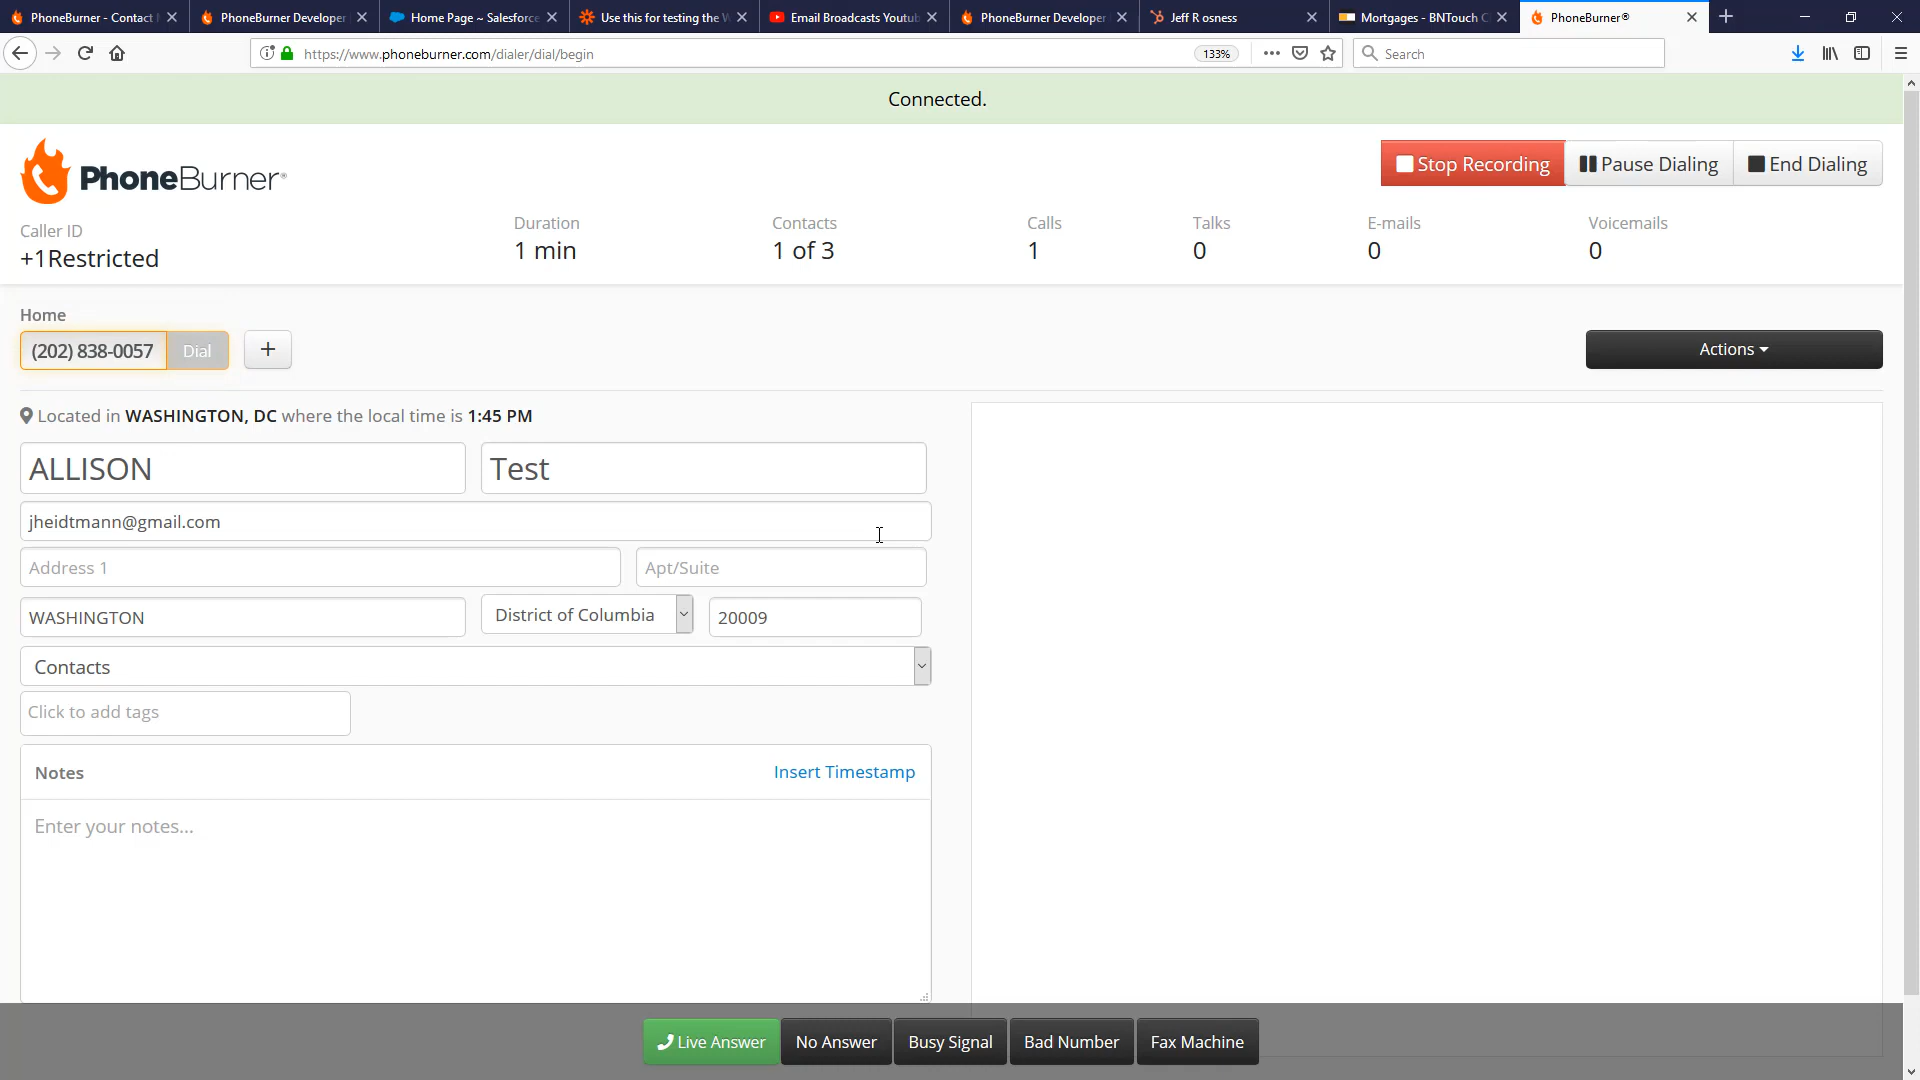 PhoneBurner - Contact
PhoneBurner Developer
Home Page ~ Salesforce
Use this for testing the
Email Broadcasts Youtub
PhoneBurner Developer
Jeff R osness
Mortgages - BNTouch
PhoneBurner®
https://www.phoneburner.com/dialer/dial/begin
133%
Search
Connected.
PhoneBurner®
Stop Recording
Pause Dialing
End Dialing
Caller ID
+1Restricted
Duration
1 min
Contacts
1 of 3
Calls
1
Talks
0
E-mails
0
Voicemails
0
Home
(202) 838-0057
Dial
+
Actions
Located in WASHINGTON, DC where the local time is 1:45 PM
ALLISON
Test
jheidtmann@gmail.com
Address 1
Apt/Suite
WASHINGTON
District of Columbia
20009
Contacts
Click to add tags
Notes
Insert Timestamp
Enter your notes...
Live Answer
No Answer
Busy Signal
Bad Number
Fax Machine